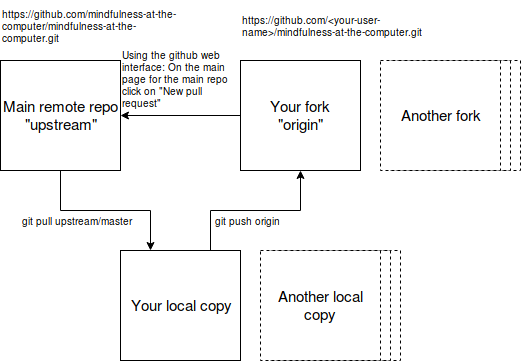 https://github.com/mindfulness-at-the-
computer/mindfulness-at-the-
computer.git
https://github.com/<your-user-
name>/mindfulness-at-the-computer.git
Using the github web
interface: On the main
page for the main repo
click on "New pull
request"
Main remote repo
"upstream"
Your fork
"origin"
Another fork
git pull upstream/master
git push origin
Your local copy
Another local
copy